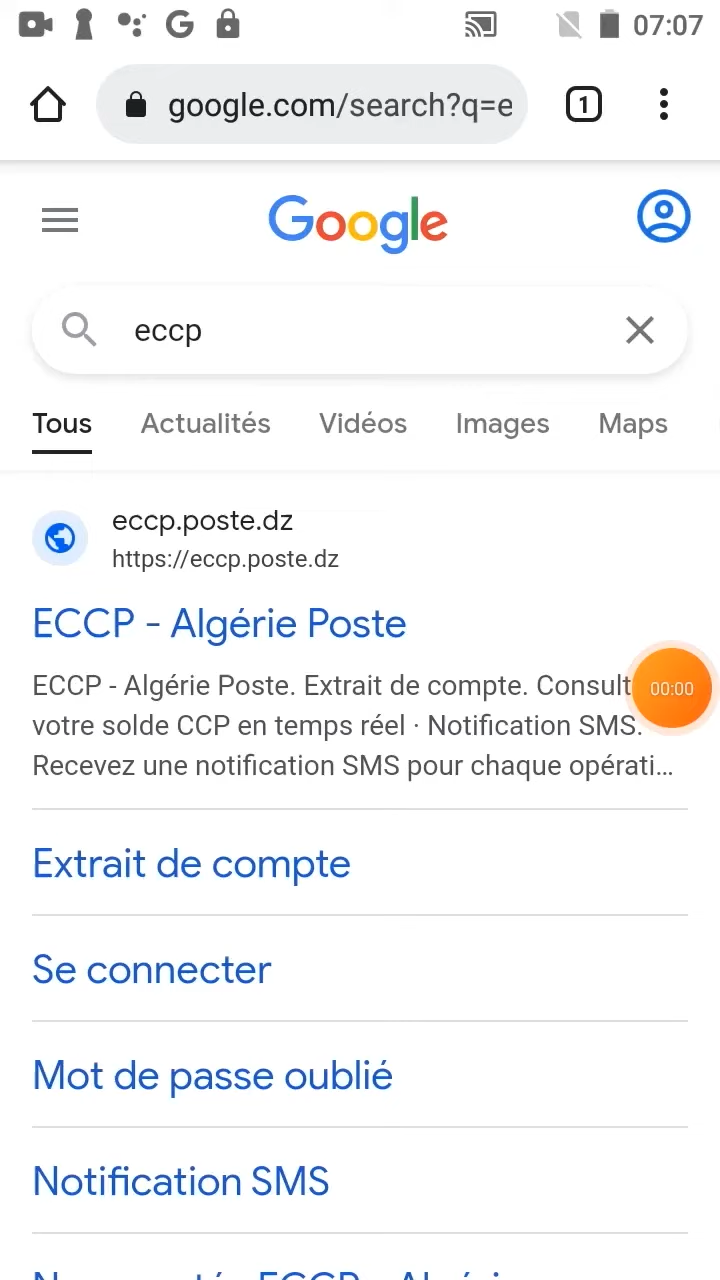 07:07
google.com/search?q=e
1
Google
eccp
Tous Actualités Vidéos Images Maps
eccp.poste.dz
https://eccp.poste.dz
ECCP - Algérie Poste
ECCP - Algérie Poste. Extrait de compte. Consult
00:00
votre solde CCP en temps réel · Notification SMS.
Recevez une notification SMS pour chaque opérati...
Extrait de compte
Se connecter
Mot de passe oublié
Notification SMS